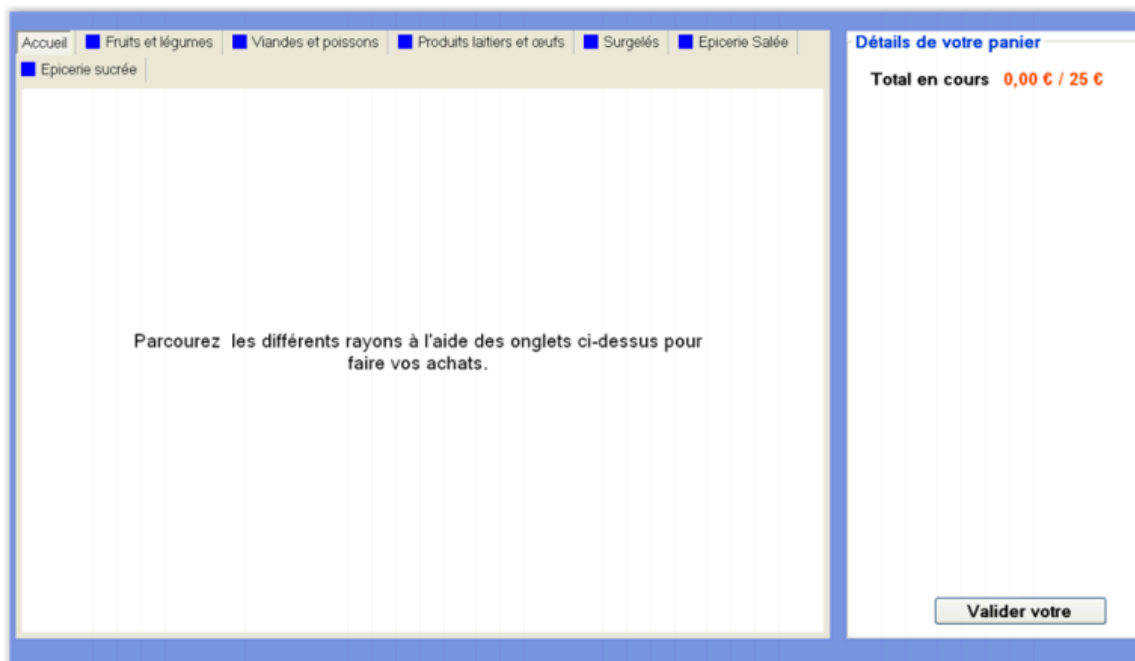 Accueil Fruits et légumes Viandes et poissons Produits laitiers et œufs Surgelés Epicerie Salée
Epicerie sucrée
Parcourez les différents rayons à l'aide des onglets ci-dessus pour
faire vos achats.
Détails de votre panier
Total en cours 0,00 € / 25 €
Valider votre